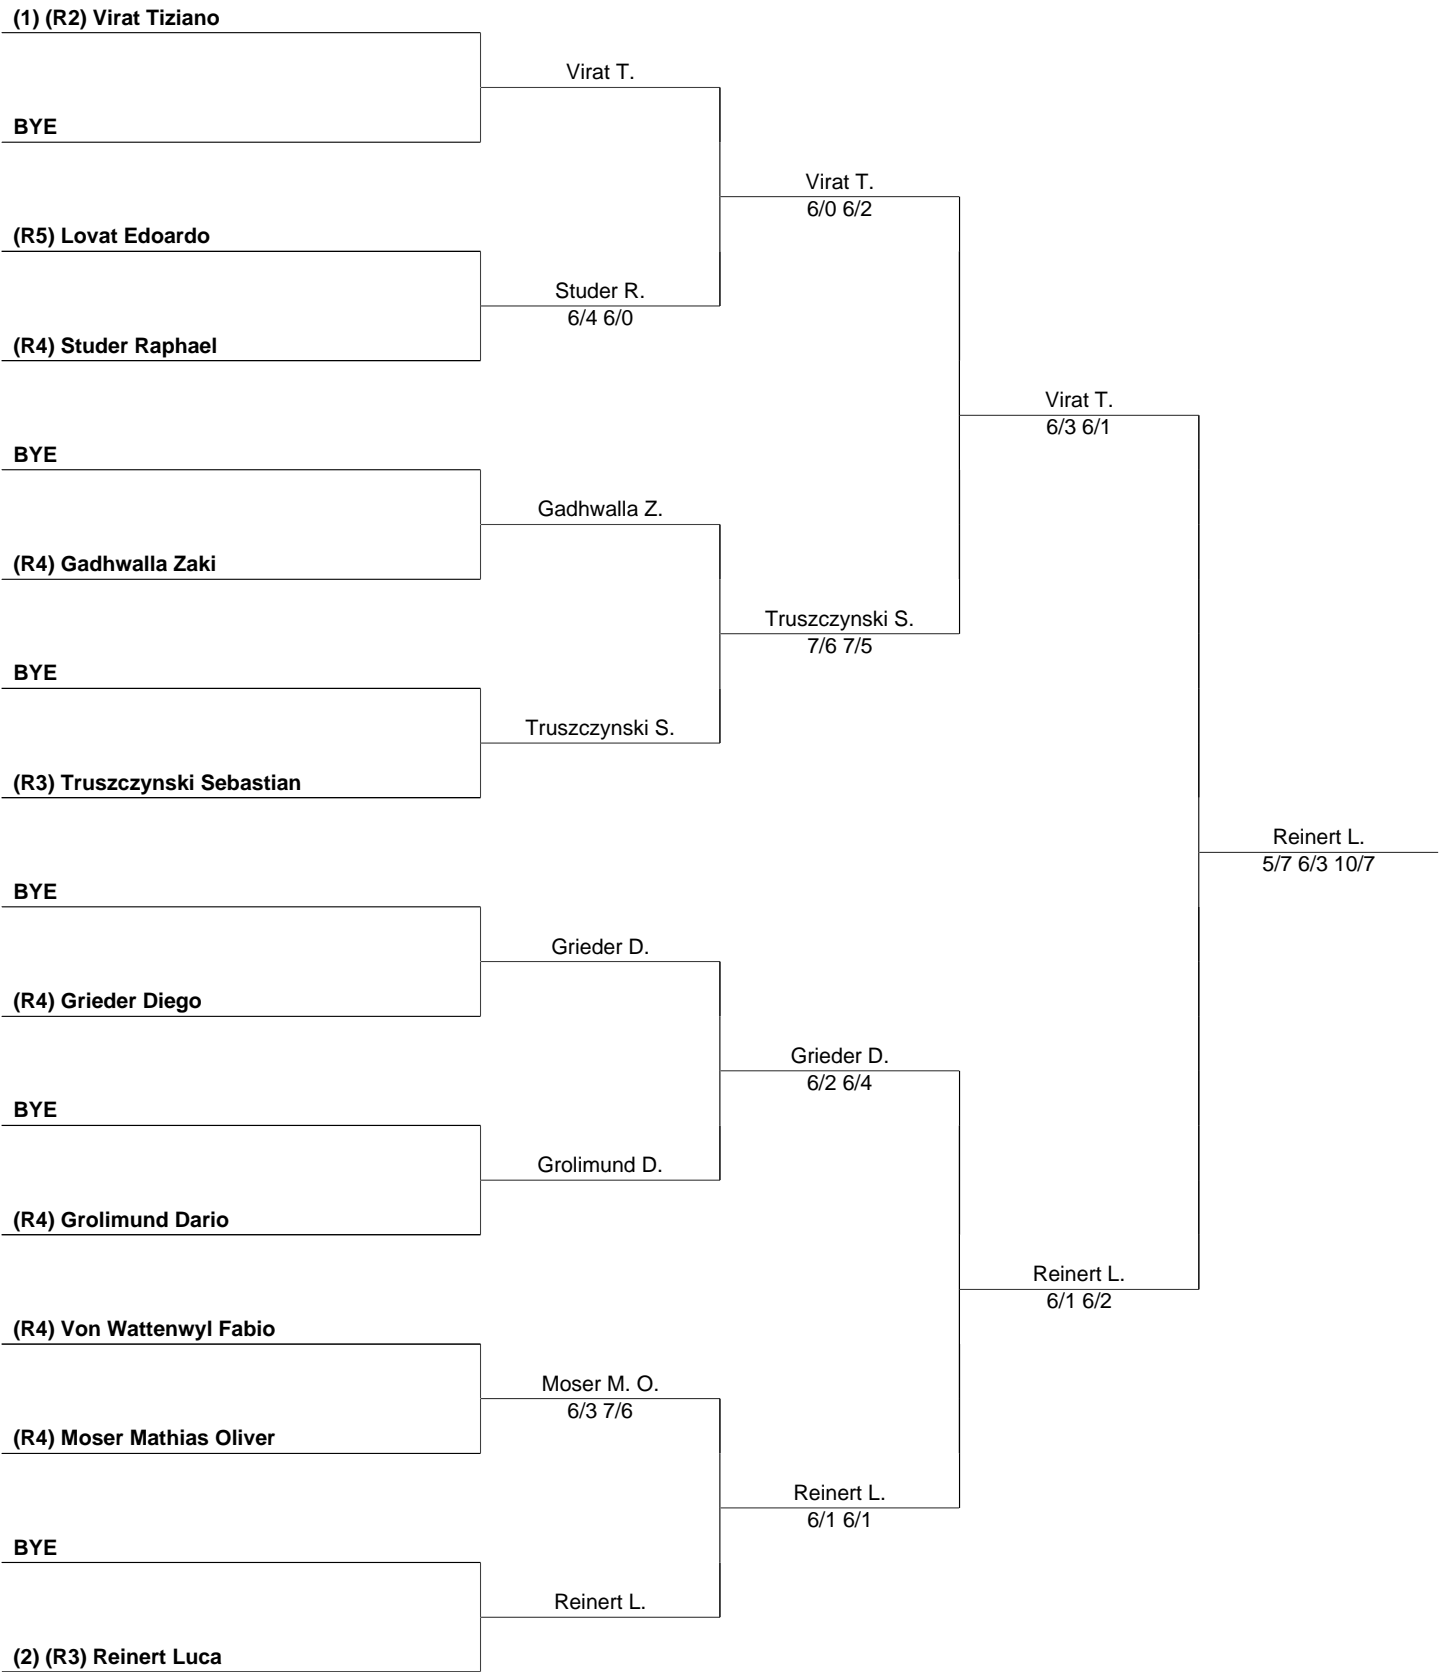 (1) (R2) Virat Tiziano
Virat T.
BYE
Virat T.
6/0 6/2
(R5) Lovat Edoardo
Studer R.
6/4 6/0
(R4) Studer Raphael
Virat T.
6/3 6/1
BYE
Gadhwalla Z.
(R4) Gadhwalla Zaki
Truszczynski S.
7/6 7/5
BYE
Truszczynski S.
(R3) Truszczynski Sebastian
Reinert L.
5/7 6/3 10/7
BYE
Grieder D.
(R4) Grieder Diego
Grieder D.
6/2 6/4
BYE
Grolimund D.
(R4) Grolimund Dario
Reinert L.
6/1 6/2
(R4) Von Wattenwyl Fabio
Moser M. O.
6/3 7/6
(R4) Moser Mathias Oliver
Reinert L.
6/1 6/1
BYE
Reinert L.
(2) (R3) Reinert Luca